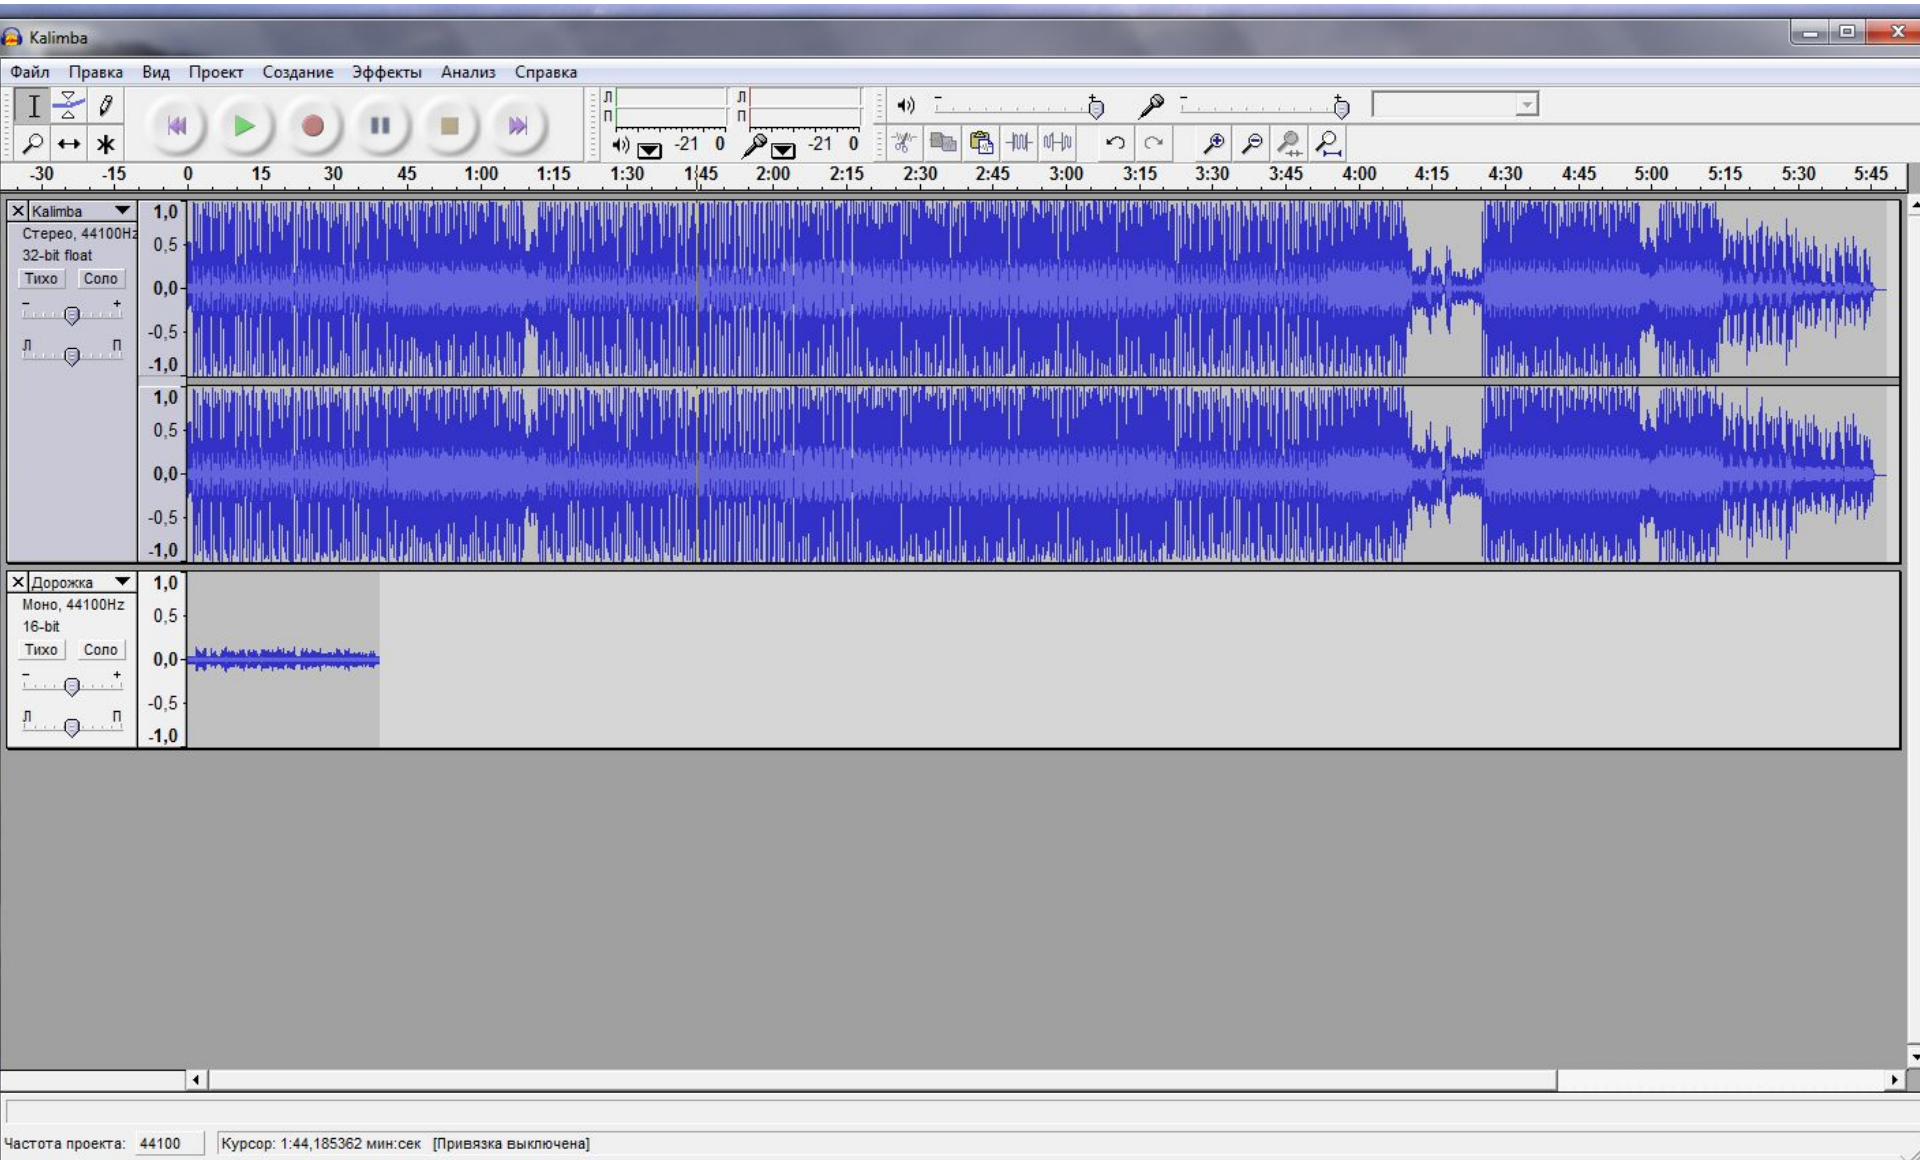 Kalimba
Файл Правка Вид Проект Создание Эффекты Анализ Справка
Л Л
П П
-21 0 -21 0
- + - +
-30 -15 0 15 30 45 1:00 1:15 1:30 1:45 2:00 2:15 2:30 2:45 3:00 3:15 3:30 3:45 4:00 4:15 4:30 4:45 5:00 5:15 5:30 5:45
Kalimba
Стерео, 44100Hz
32-bit float
Тихо Соло
- +
Л П
1,0
0,5
0,0
-0,5
-1,0
1,0
0,5
0,0
-0,5
-1,0
Дорожка
Моно, 44100Hz
16-bit
Тихо Соло
- +
Л П
1,0
0,5
0,0
-0,5
-1,0
Частота проекта: 44100 Курсор: 1:44,185362 мин:сек [Привязка выключена]